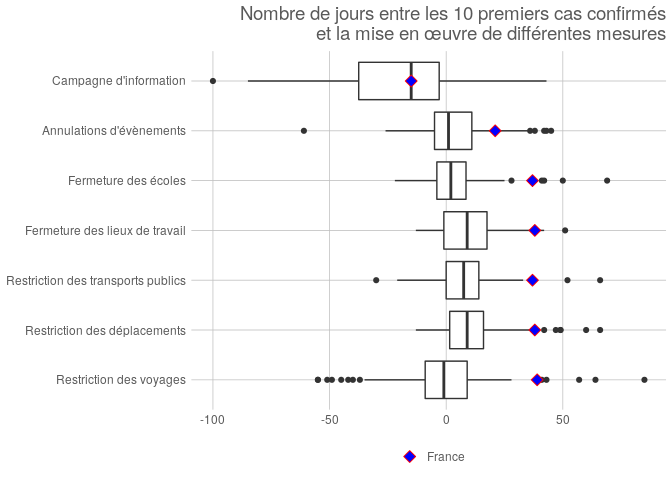 Nombre de jours entre les 10 premiers cas confirmés
et la mise en œuvre de différentes mesures
Campagne d'information
Annulations d'évènements
Fermeture des écoles
Fermeture des lieux de travail
Restriction des transports publics
Restriction des déplacements
Restriction des voyages
-100 -50 0 50
France